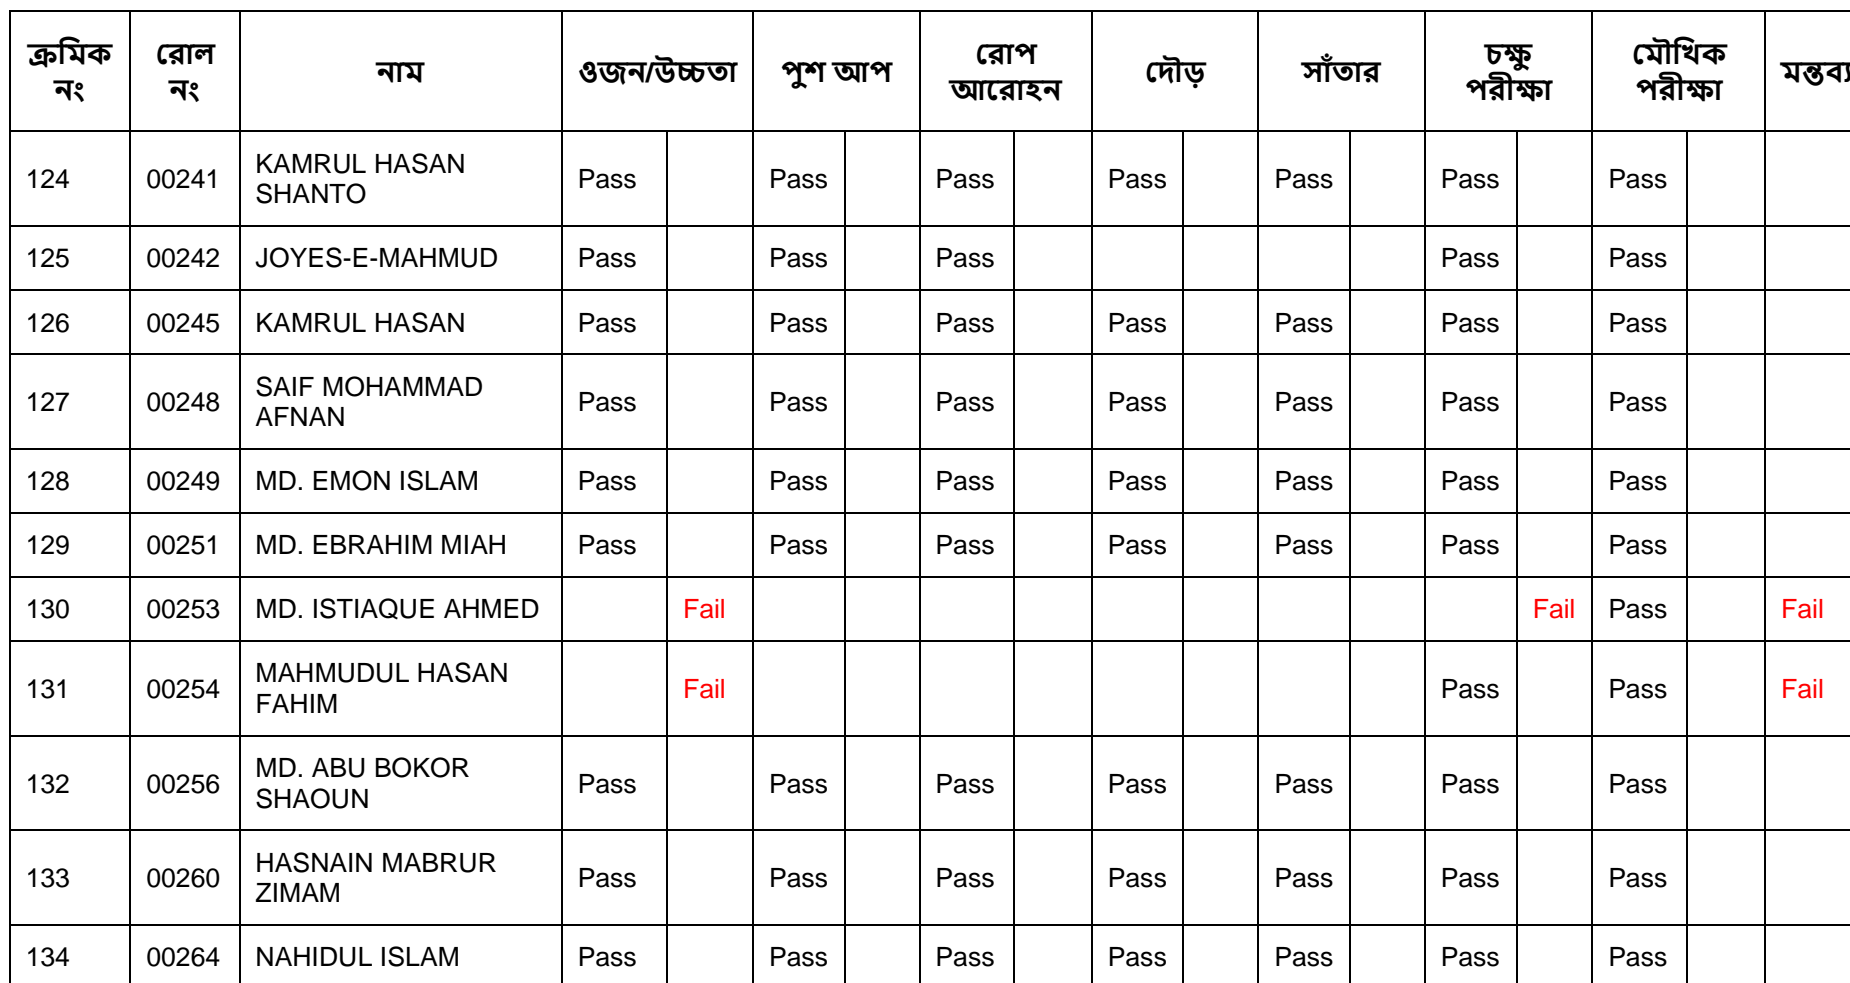 ক্রমিক নং রোল নং নাম ওজন/উচ্চতা পুশ আপ রোপ আরোহন দৌড় সাঁতার চক্ষু পরীক্ষা মৌখিক পরীক্ষা মন্তব্য
124 00241 KAMRUL HASAN SHANTO Pass Pass Pass Pass Pass Pass Pass
125 00242 JOYES-E-MAHMUD Pass Pass Pass Pass Pass
126 00245 KAMRUL HASAN Pass Pass Pass Pass Pass Pass Pass
127 00248 SAIF MOHAMMAD AFNAN Pass Pass Pass Pass Pass Pass Pass
128 00249 MD. EMON ISLAM Pass Pass Pass Pass Pass Pass Pass
129 00251 MD. EBRAHIM MIAH Pass Pass Pass Pass Pass Pass Pass
130 00253 MD. ISTIAQUE AHMED Fail Fail Pass Fail
131 00254 MAHMUDUL HASAN FAHIM Fail Pass Pass Fail
132 00256 MD. ABU BOKOR SHAOUN Pass Pass Pass Pass Pass Pass Pass
133 00260 HASNAIN MABRUR ZIMAM Pass Pass Pass Pass Pass Pass Pass
134 00264 NAHIDUL ISLAM Pass Pass Pass Pass Pass Pass Pass